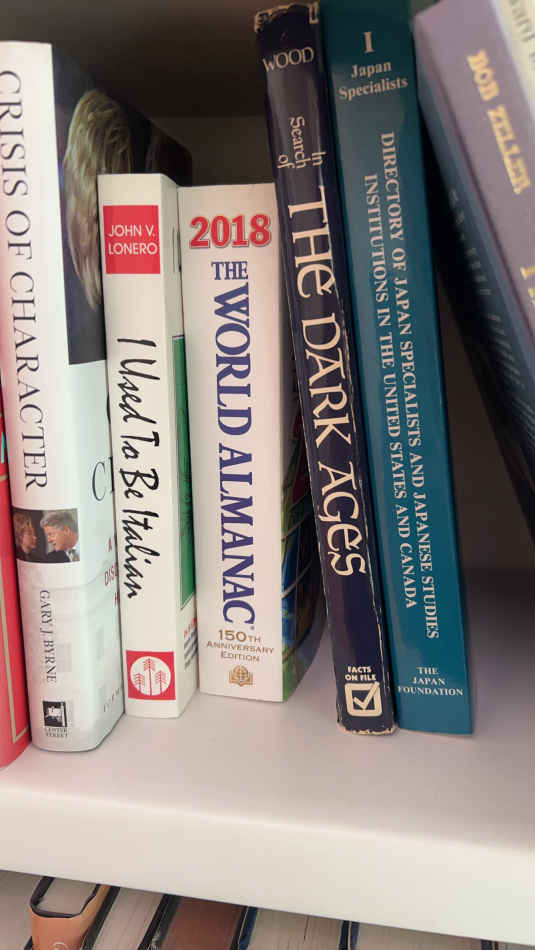 CRISIS OF CHARACTER
GARY J. BYRNE
CENTER
STREET
JOHN V.
LONERO
I Used To Be Italian
2018
THE
WORLD ALMANAC®
150TH
ANNIVERSARY
EDITION
WOOD
In
Search
of
THE DARK AGES
FACTS
ON FILE
I
Japan
Specialists
DIRECTORY OF JAPAN SPECIALISTS AND JAPANESE STUDIES
INSTITUTIONS IN THE UNITED STATES AND CANADA
THE
JAPAN
FOUNDATION
BOB ZELLER